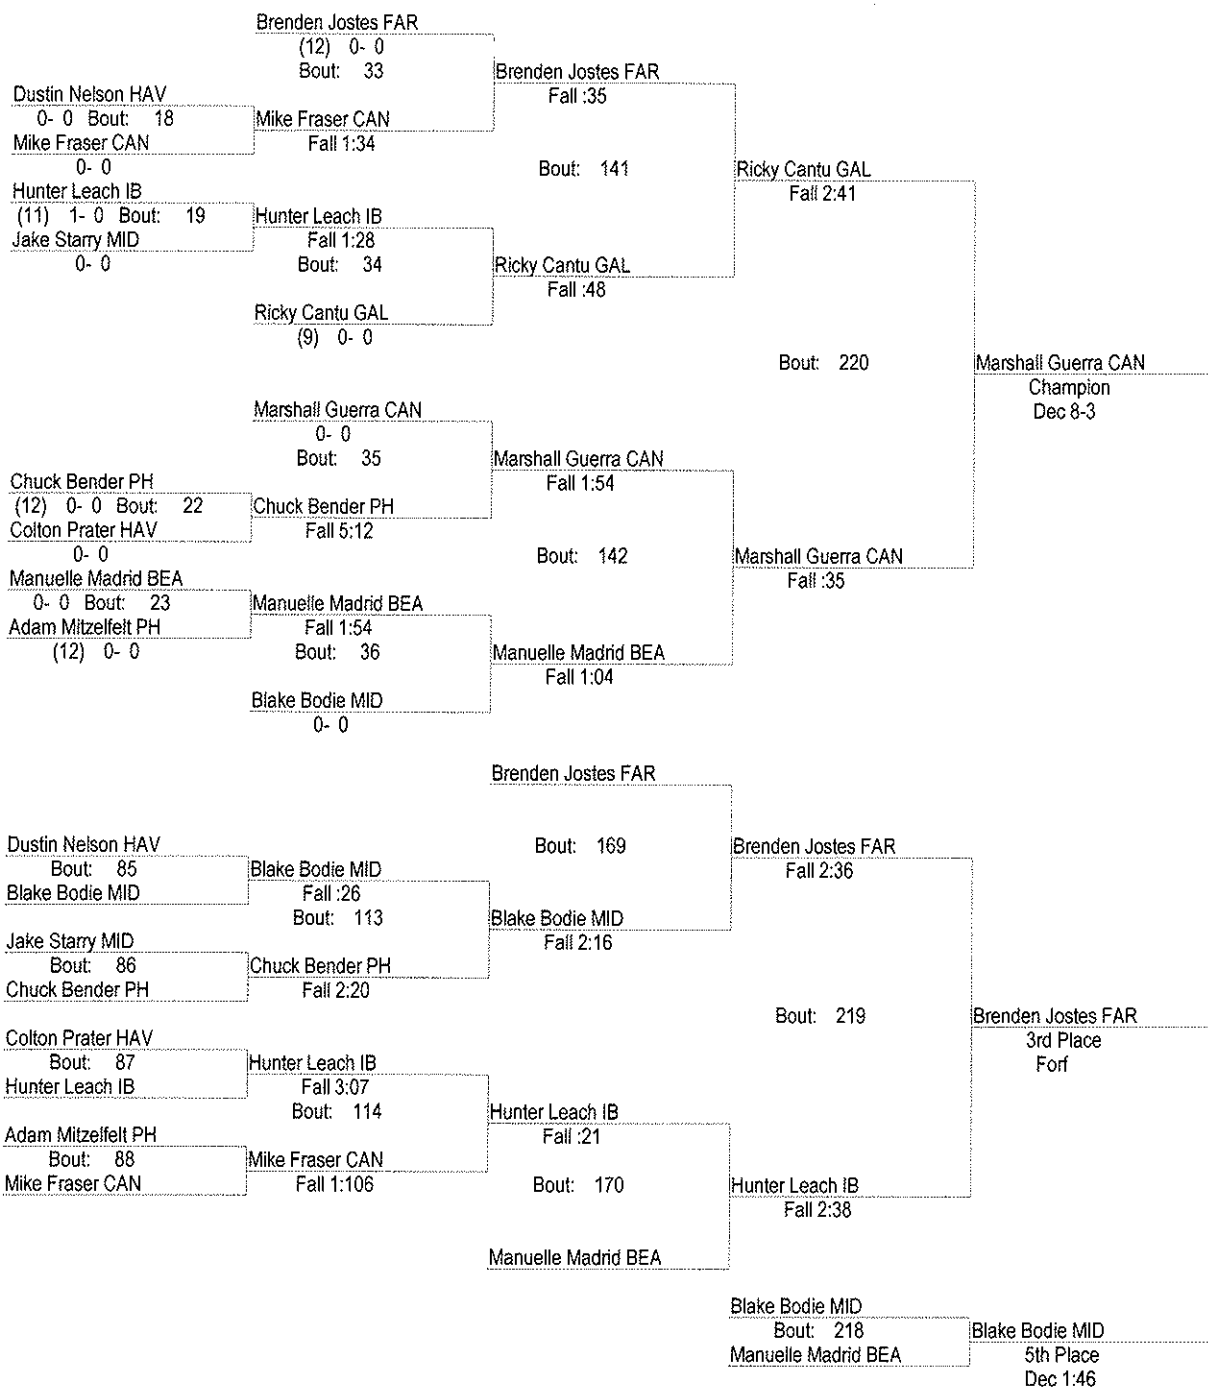 Brenden Jostes FAR
(12) 0- 0
Bout: 33
Brenden Jostes FAR
Fall :35
Dustin Nelson HAV
0- 0 Bout: 18
Mike Fraser CAN
0- 0
Mike Fraser CAN
Fall 1:34
Bout: 141
Ricky Cantu GAL
Fall 2:41
Hunter Leach IB
(11) 1- 0 Bout: 19
Jake Starry MID
0- 0
Hunter Leach IB
Fall 1:28
Bout: 34
Ricky Cantu GAL
Fall :48
Ricky Cantu GAL
(9) 0- 0
Bout: 220
Marshall Guerra CAN
Champion
Dec 8-3
Marshall Guerra CAN
0- 0
Bout: 35
Marshall Guerra CAN
Fall 1:54
Chuck Bender PH
(12) 0- 0 Bout: 22
Colton Prater HAV
0- 0
Chuck Bender PH
Fall 5:12
Bout: 142
Marshall Guerra CAN
Fall :35
Manuelle Madrid BEA
0- 0 Bout: 23
Adam Mitzelfelt PH
(12) 0- 0
Manuelle Madrid BEA
Fall 1:54
Bout: 36
Manuelle Madrid BEA
Fall 1:04
Blake Bodie MID
0- 0
Brenden Jostes FAR
Bout: 169
Brenden Jostes FAR
Fall 2:36
Dustin Nelson HAV
Bout: 85
Blake Bodie MID
Blake Bodie MID
Fall :26
Bout: 113
Blake Bodie MID
Fall 2:16
Jake Starry MID
Bout: 86
Chuck Bender PH
Chuck Bender PH
Fall 2:20
Bout: 219
Brenden Jostes FAR
3rd Place
Forf
Colton Prater HAV
Bout: 87
Hunter Leach IB
Hunter Leach IB
Fall 3:07
Bout: 114
Hunter Leach IB
Fall :21
Adam Mitzelfelt PH
Bout: 88
Mike Fraser CAN
Mike Fraser CAN
Fall 1:106
Bout: 170
Hunter Leach IB
Fall 2:38
Manuelle Madrid BEA
Blake Bodie MID
Bout: 218
Manuelle Madrid BEA
Blake Bodie MID
5th Place
Dec 1:46